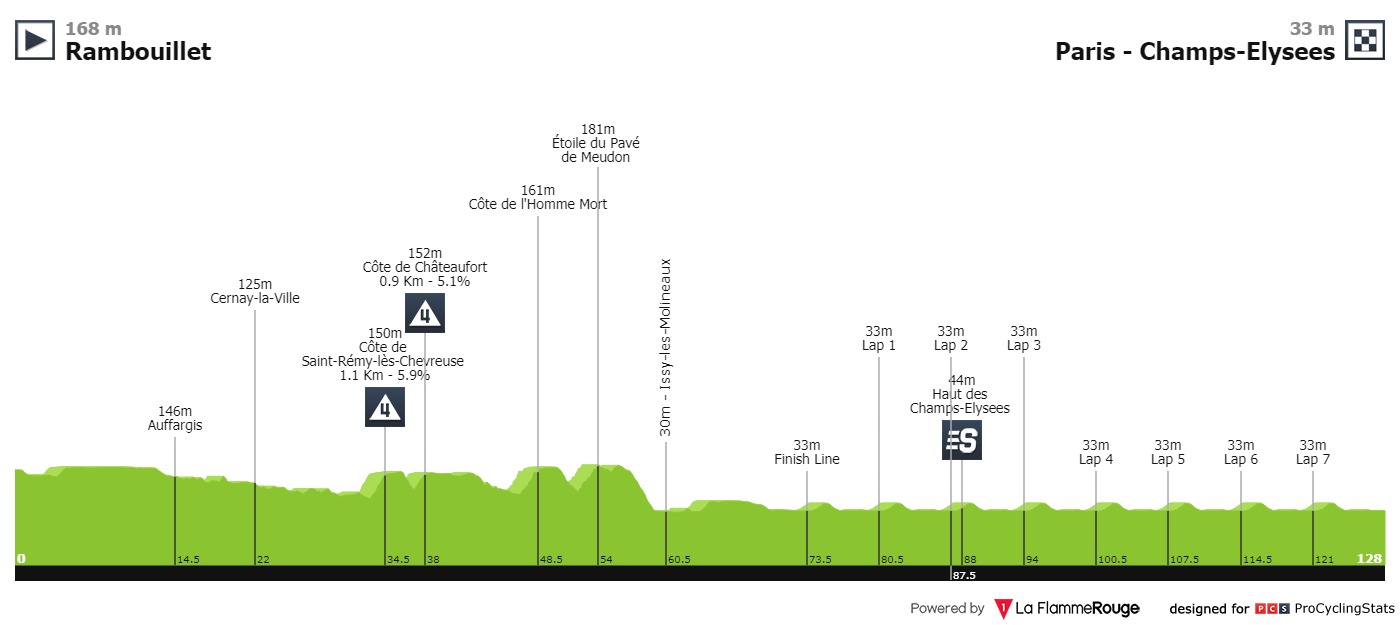 168 m
Rambouillet
33 m
Paris - Champs-Elysees
181m
Étoile du Pavé
de Meudon
161m
Côte de l'Homme Mort
152m
Côte de Châteaufort
0.9 Km - 5.1%
4
125m
Cernay-la-Ville
150m
Côte de
Saint-Rémy-lès-Chevreuse
1.1 Km - 5.9%
4
146m
Auffargis
30m - Issy-les-Molineaux
33m
Finish Line
33m
Lap 1
33m
Lap 2
44m
Haut des
Champs-Elysees
S
33m
Lap 3
33m
Lap 4
33m
Lap 5
33m
Lap 6
33m
Lap 7
0
14.5
22
34.5
38
48.5
54
60.5
73.5
80.5
87.5
88
94
100.5
107.5
114.5
121
128
Powered by
1
La FlammeRouge
designed for
PCS
ProCyclingStats